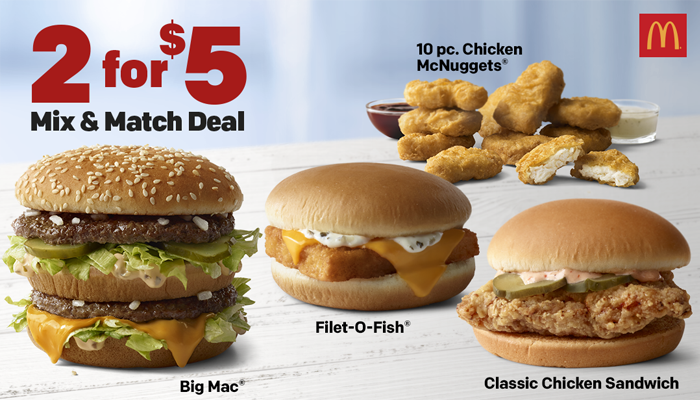 2 for $5
Mix & Match Deal
10 pc. Chicken
McNuggets®
Big Mac®
Filet-O-Fish®
Classic Chicken Sandwich